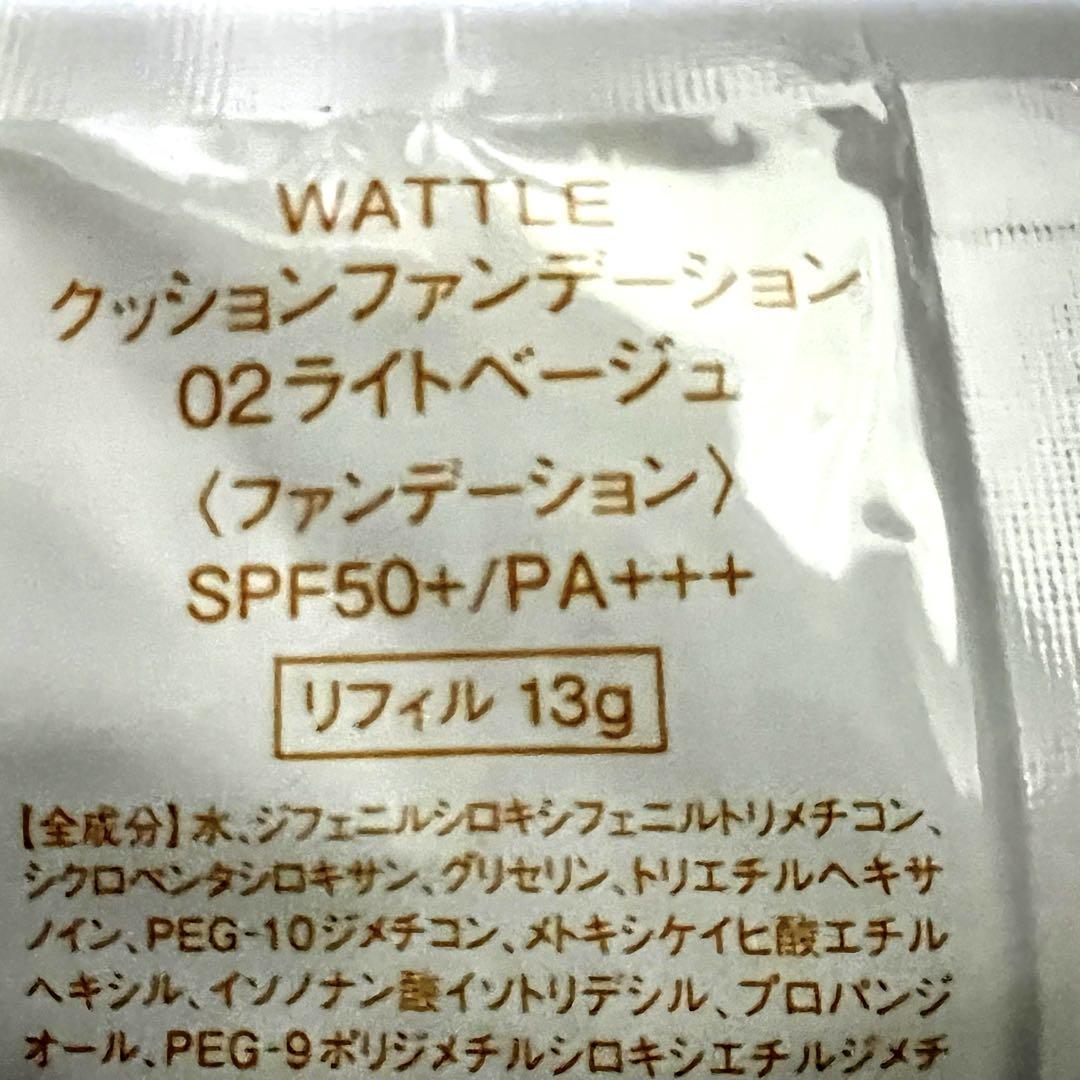 WATTLE
クッションファンデーション
02ライトベージュ
〈ファンデーション〉
SPF50+/PA+++
リフィル 13g
【全成分】水、ジフェニルシロキシフェニルトリメチコン、
シクロペンタシロキサン、グリセリン、トリエチルヘキサ
ノイン、PEG-10ジメチコン、メトキシケイヒ酸エチル
ヘキシル、イソノナン酸イソトリデシル、プロパンジ
オール、PEG-9ポリジメチルシロキシエチルジメチ